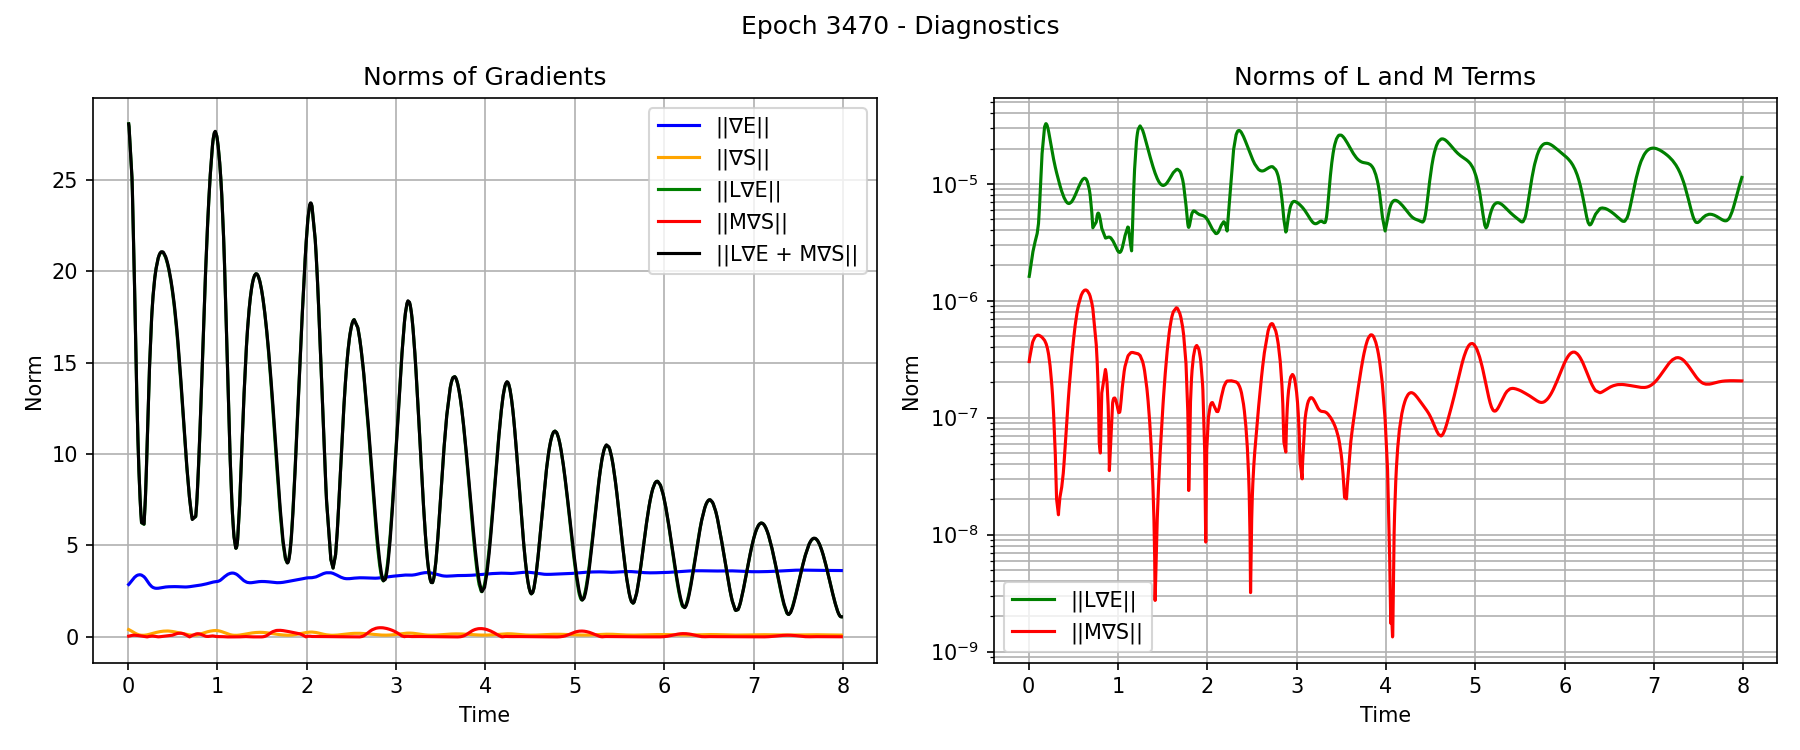 Epoch 3470 - Diagnostics
Norms of Gradients
Norm
25
20
15
10
5
0
||∇E||
||∇S||
||L∇E||
||M∇S||
||L∇E + M∇S||
0 1 2 3 4 5 6 7 8
Time
Norms of L and M Terms
Norm
10⁻⁵
10⁻⁶
10⁻⁷
10⁻⁸
10⁻⁹
||L∇E||
||M∇S||
0 1 2 3 4 5 6 7 8
Time